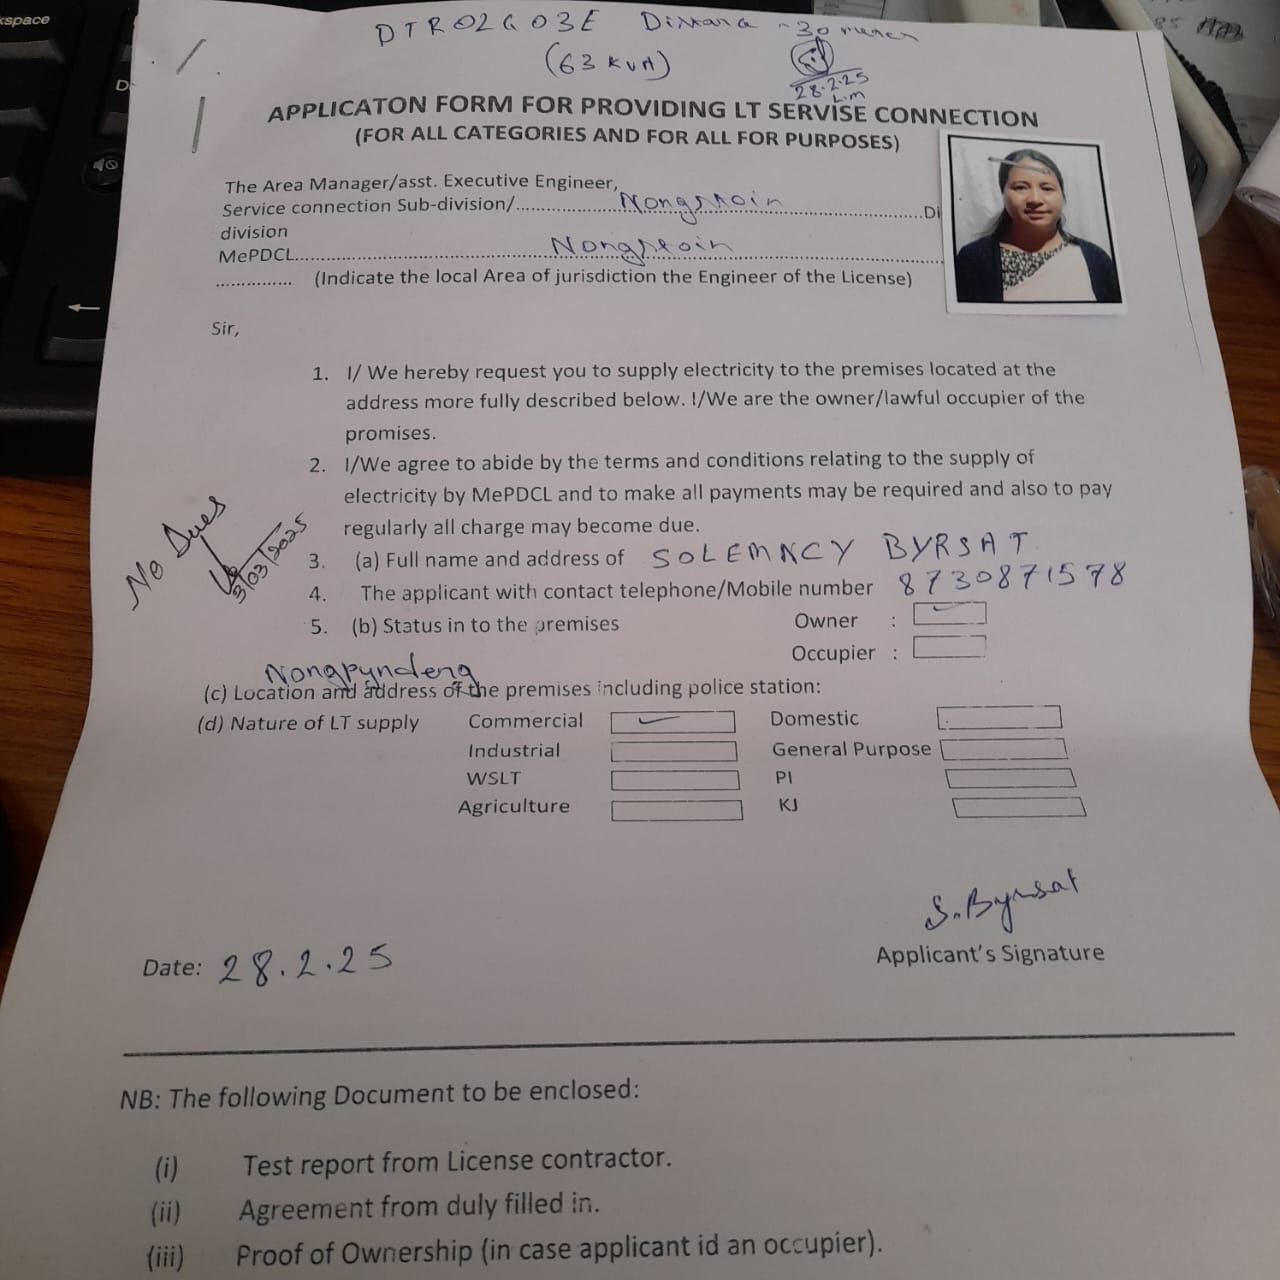 DTR02G03E Distance ~30 meter
(63 KVA)
28.2.25
APPLICATON FORM FOR PROVIDING LT SERVISE CONNECTION
(FOR ALL CATEGORIES AND FOR ALL FOR PURPOSES)
The Area Manager/asst. Executive Engineer,
Service connection Sub-division/.......Nongstoin.......Di
division
MePDCL.......Nongstoin.......
............... (Indicate the local Area of jurisdiction the Engineer of the License)
Sir,
1. I/ We hereby request you to supply electricity to the premises located at the
address more fully described below. !/We are the owner/lawful occupier of the
promises.
2. I/We agree to abide by the terms and conditions relating to the supply of
electricity by MePDCL and to make all payments may be required and also to pay
regularly all charge may become due.
No Dues
3/03/2025
3. (a) Full name and address of SOLEMNCY BYRSAT
4. The applicant with contact telephone/Mobile number 8730871578
5. (b) Status in to the premises Owner :
Occupier :
Nongpyndeng
(c) Location and address of the premises including police station:
(d) Nature of LT supply Commercial Domestic
Industrial General Purpose
WSLT PI
Agriculture KJ
S.Byrsat
Date: 28.2.25 Applicant's Signature
NB: The following Document to be enclosed:
(i) Test report from License contractor.
(ii) Agreement from duly filled in.
(iii) Proof of Ownership (in case applicant id an occupier).